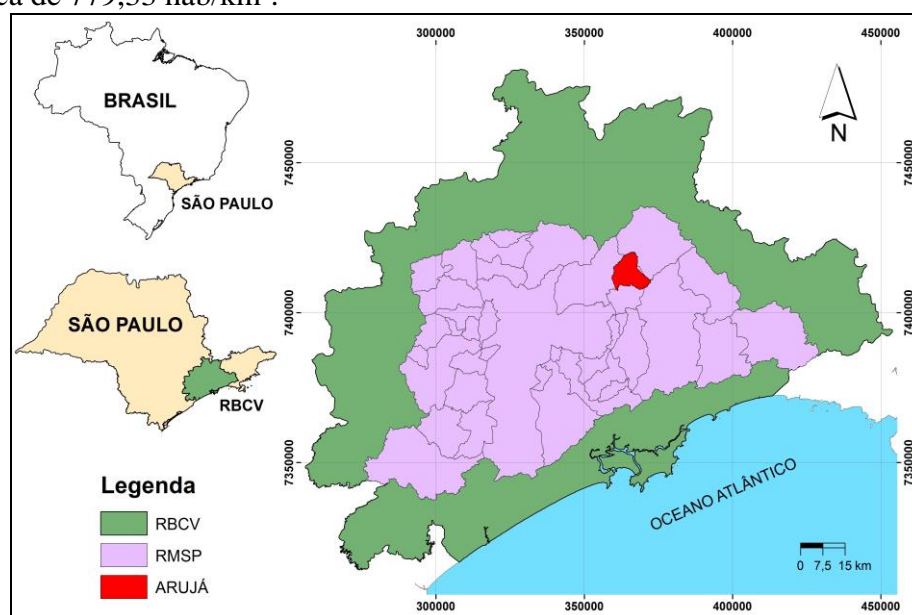 ca de 779,53 hab/km².
BRASIL
SÃO PAULO
SÃO PAULO
RBCV
Legenda
RBCV
RMSP
ARUJÁ
300000 350000 400000 450000
7450000
7400000
7350000
N
7450000
7400000
7350000
OCEANO ATLÂNTICO
0 7,5 15 km
300000 350000 400000 450000